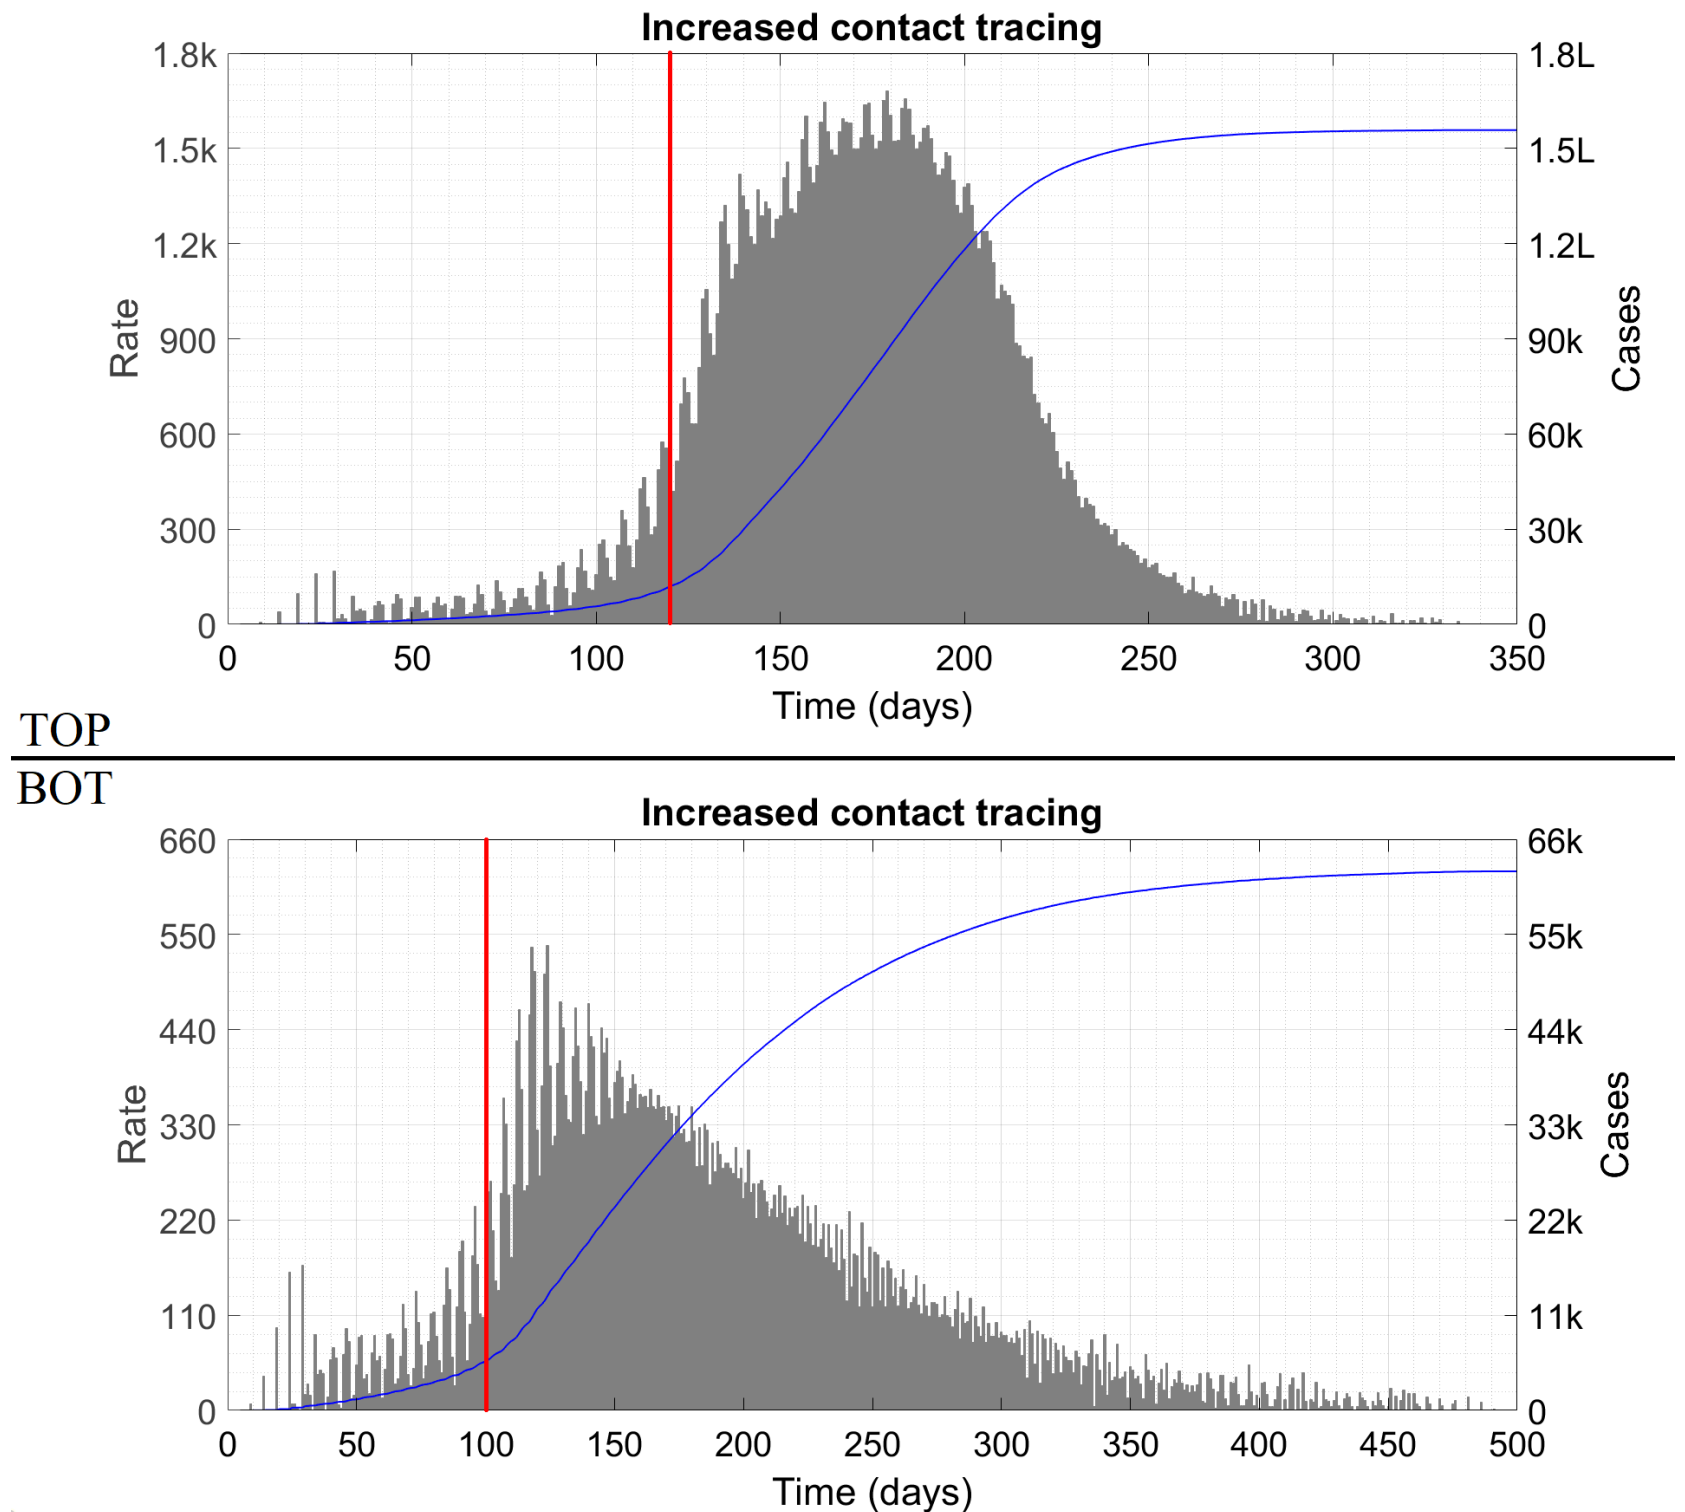 Increased contact tracing
1.8k
1.5k
1.2k
900
600
300
0
Rate
1.8L
1.5L
1.2L
90k
60k
30k
0
Cases
0 50 100 150 200 250 300 350
Time (days)
TOP
BOT
Increased contact tracing
660
550
440
330
220
110
0
Rate
66k
55k
44k
33k
22k
11k
0
Cases
0 50 100 150 200 250 300 350 400 450 500
Time (days)